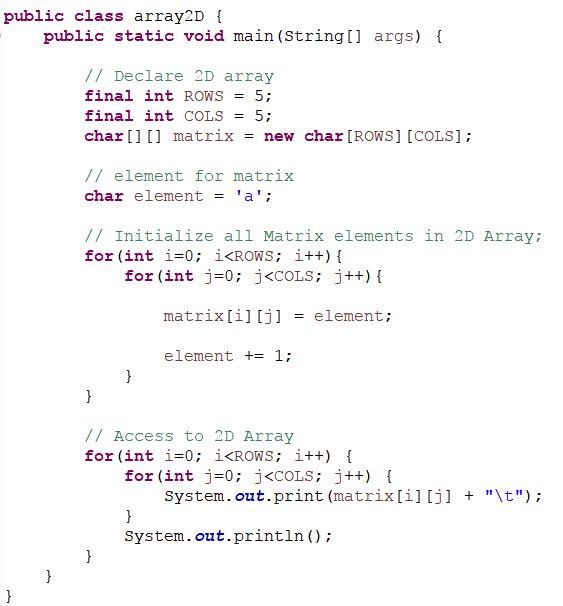 public class array2D {
    public static void main(String[] args) {

        // Declare 2D array
        final int ROWS = 5;
        final int COLS = 5;
        char[][] matrix = new char[ROWS][COLS];

        // element for matrix
        char element = 'a';

        // Initialize all Matrix elements in 2D Array;
        for(int i=0; i<ROWS; i++){
            for(int j=0; j<COLS; j++){

                matrix[i][j] = element;

                element += 1;
            }
        }

        // Access to 2D Array
        for(int i=0; i<ROWS; i++) {
            for(int j=0; j<COLS; j++) {
                System.out.print(matrix[i][j] + "\t");
            }
            System.out.println();
        }
    }
}